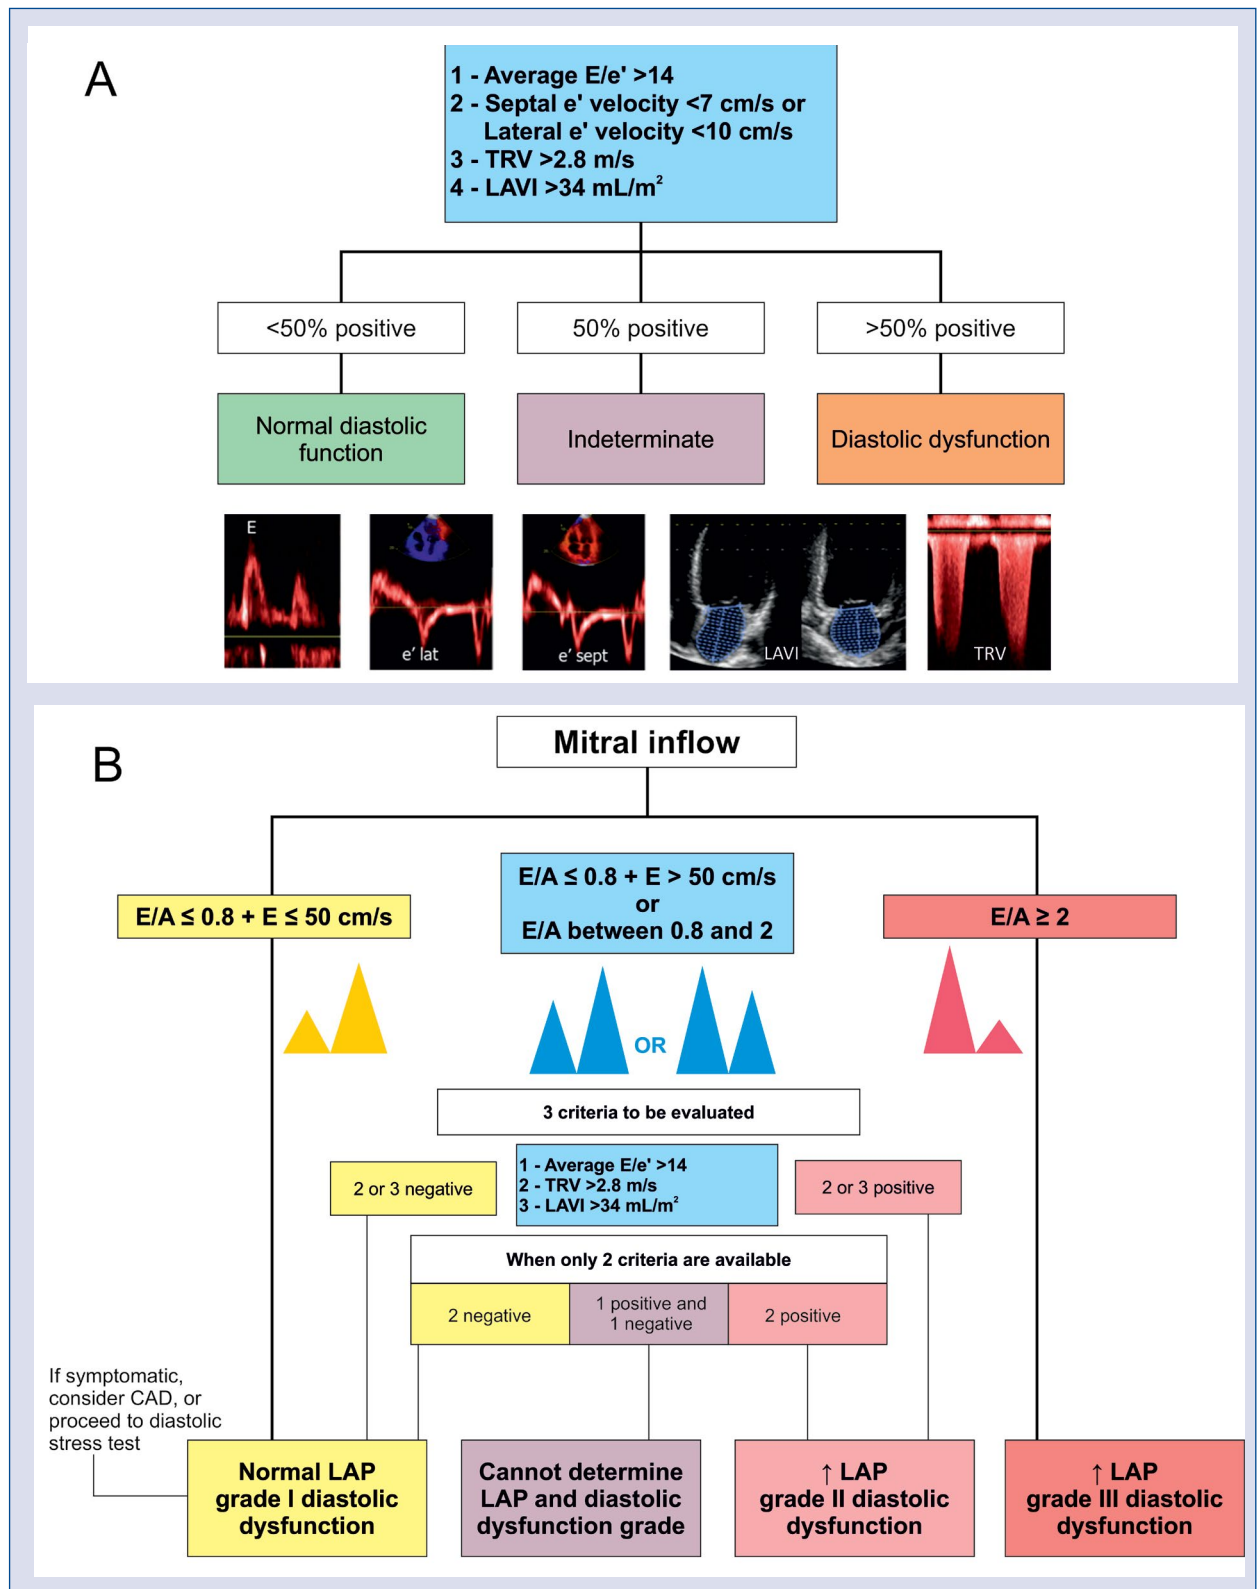 A
1 - Average E/e' >14
2 - Septal e' velocity <7 cm/s or
Lateral e' velocity <10 cm/s
3 - TRV >2.8 m/s
4 - LAVI >34 mL/m²
<50% positive
50% positive
>50% positive
Normal diastolic
function
Indeterminate
Diastolic dysfunction
E
e' lat
e' sept
LAVI
TRV
B
Mitral inflow
E/A ≤ 0.8 + E ≤ 50 cm/s
E/A ≤ 0.8 + E > 50 cm/s
or
E/A between 0.8 and 2
E/A ≥ 2
OR
3 criteria to be evaluated
2 or 3 negative
1 - Average E/e' >14
2 - TRV >2.8 m/s
3 - LAVI >34 mL/m²
2 or 3 positive
When only 2 criteria are available
2 negative
1 positive and
1 negative
2 positive
If symptomatic,
consider CAD, or
proceed to diastolic
stress test
Normal LAP
grade I diastolic
dysfunction
Cannot determine
LAP and diastolic
dysfunction grade
↑ LAP
grade II diastolic
dysfunction
↑ LAP
grade III diastolic
dysfunction